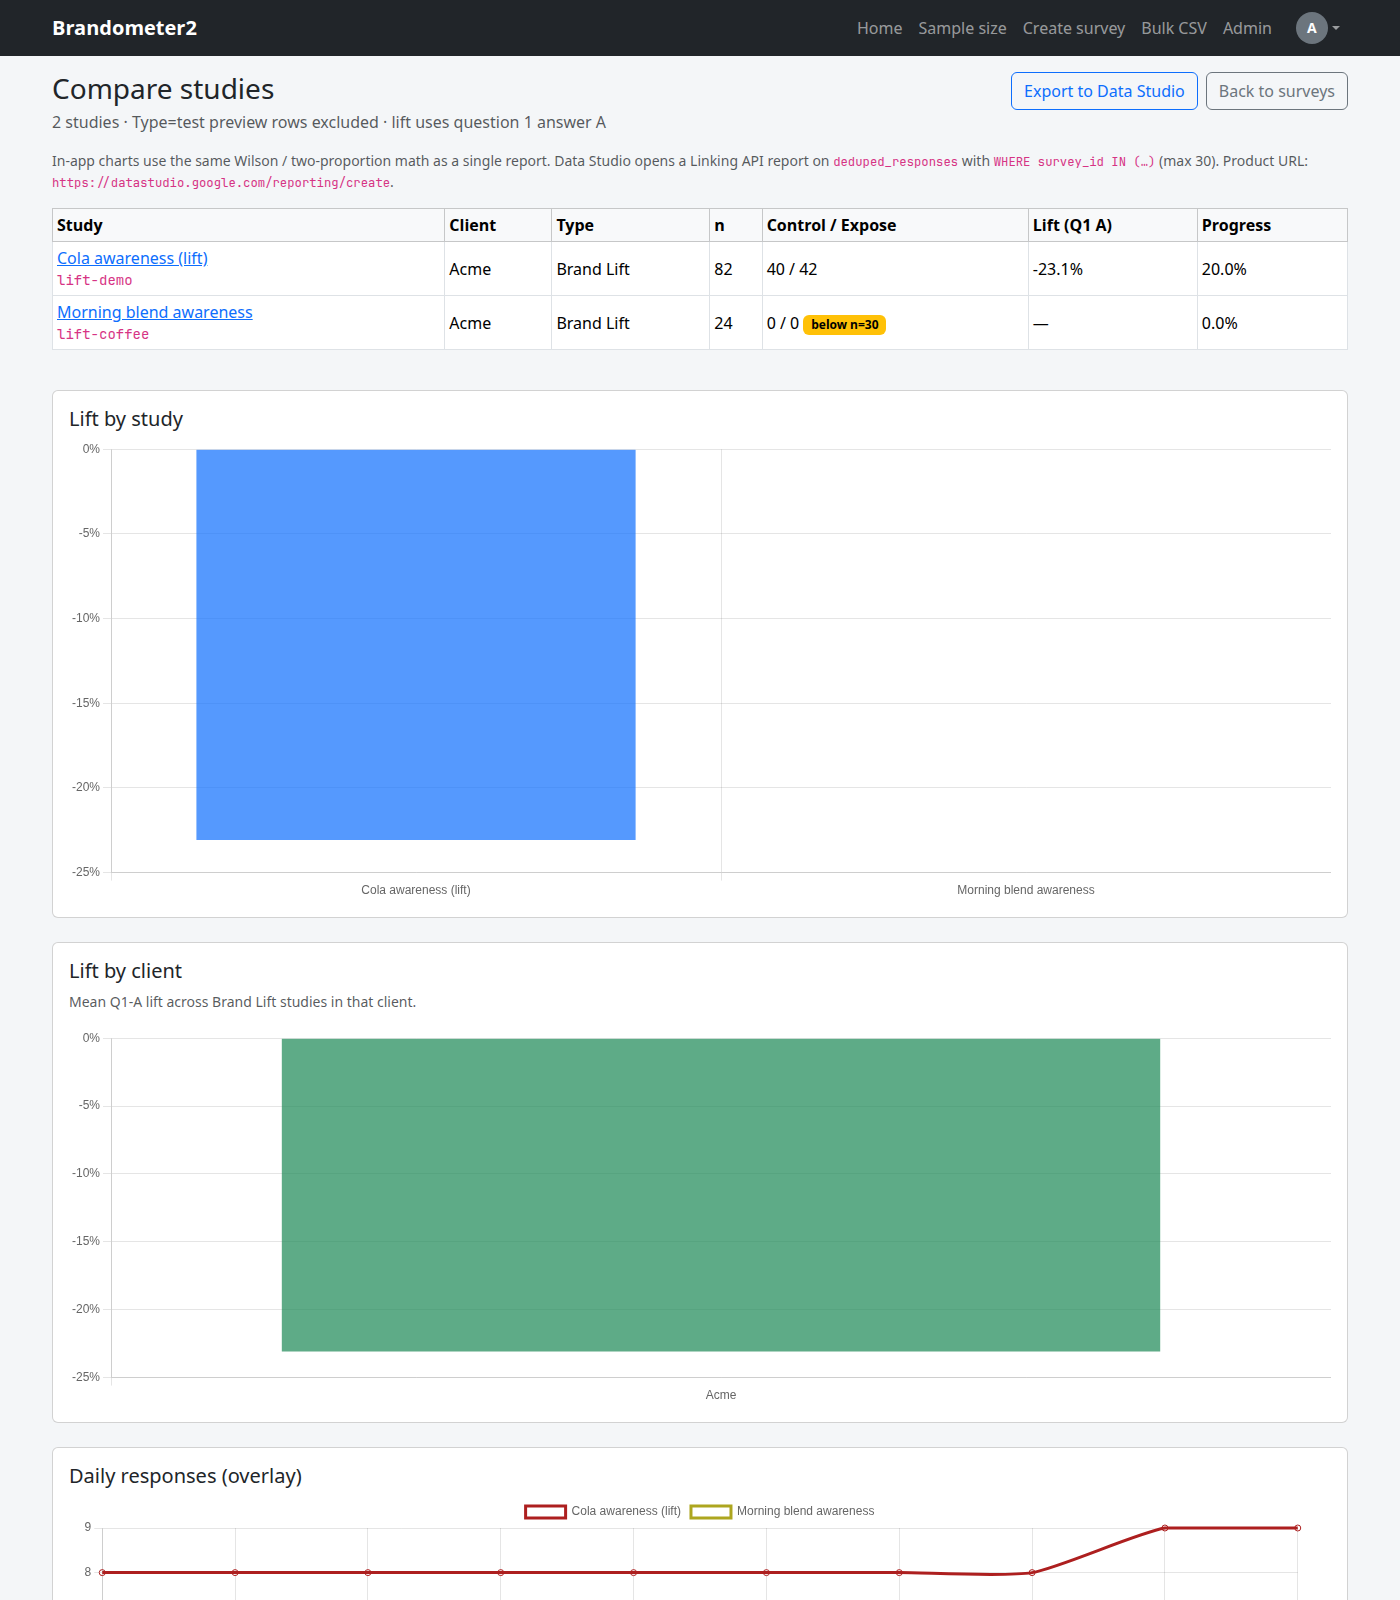 Brandometer2
Home Sample size Create survey Bulk CSV Admin A
Compare studies
Export to Data Studio Back to surveys
2 studies · Type=test preview rows excluded · lift uses question 1 answer A
In-app charts use the same Wilson / two-proportion math as a single report. Data Studio opens a Linking API report on deduped_responses with WHERE survey_id IN (…) (max 30). Product URL:
https://datastudio.google.com/reporting/create.
Study Client Type n Control / Expose Lift (Q1 A) Progress
Cola awareness (lift)
lift-demo
Acme Brand Lift 82 40 / 42 -23.1% 20.0%
Morning blend awareness
lift-coffee
Acme Brand Lift 24 0 / 0 below n=30 — 0.0%
Lift by study
0%
-5%
-10%
-15%
-20%
-25%
Cola awareness (lift) Morning blend awareness
Lift by client
Mean Q1-A lift across Brand Lift studies in that client.
0%
-5%
-10%
-15%
-20%
-25%
Acme
Daily responses (overlay)
Cola awareness (lift) Morning blend awareness
9
8